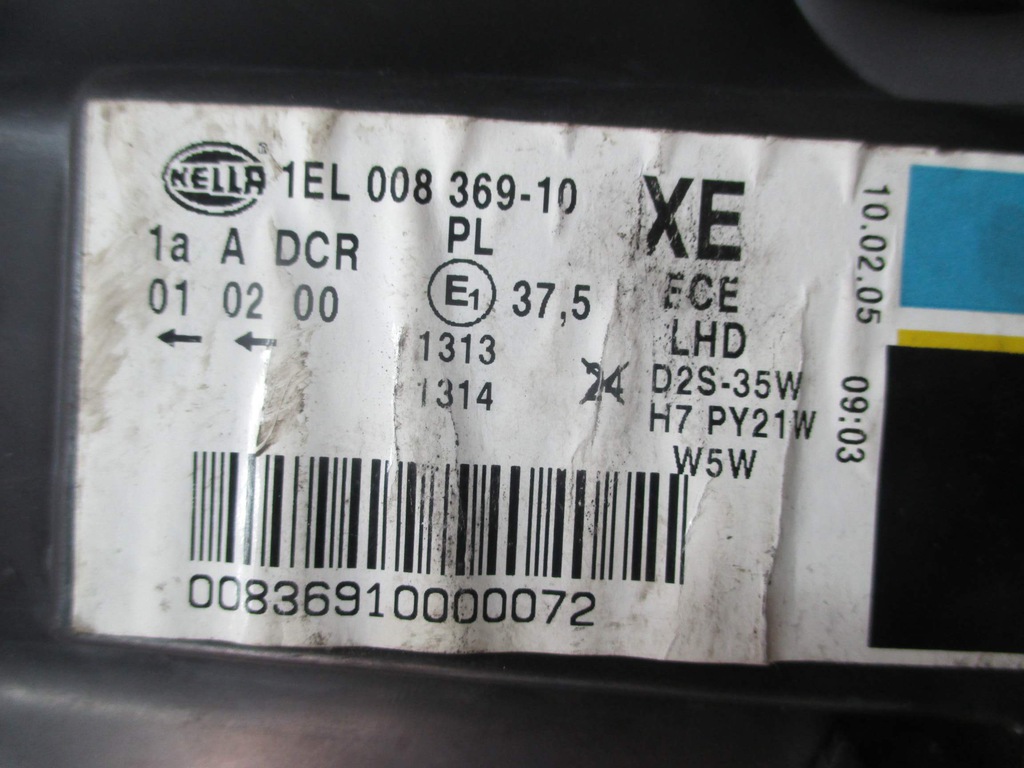 HELLA ® 1EL 008 369-10 XE
1a A DCR PL ECE
01 02 00 E1 37,5 LHD
← ← 1313 24 D2S-35W
1314 H7 PY21W
W5W
00836910000072
10.02.05 09:03